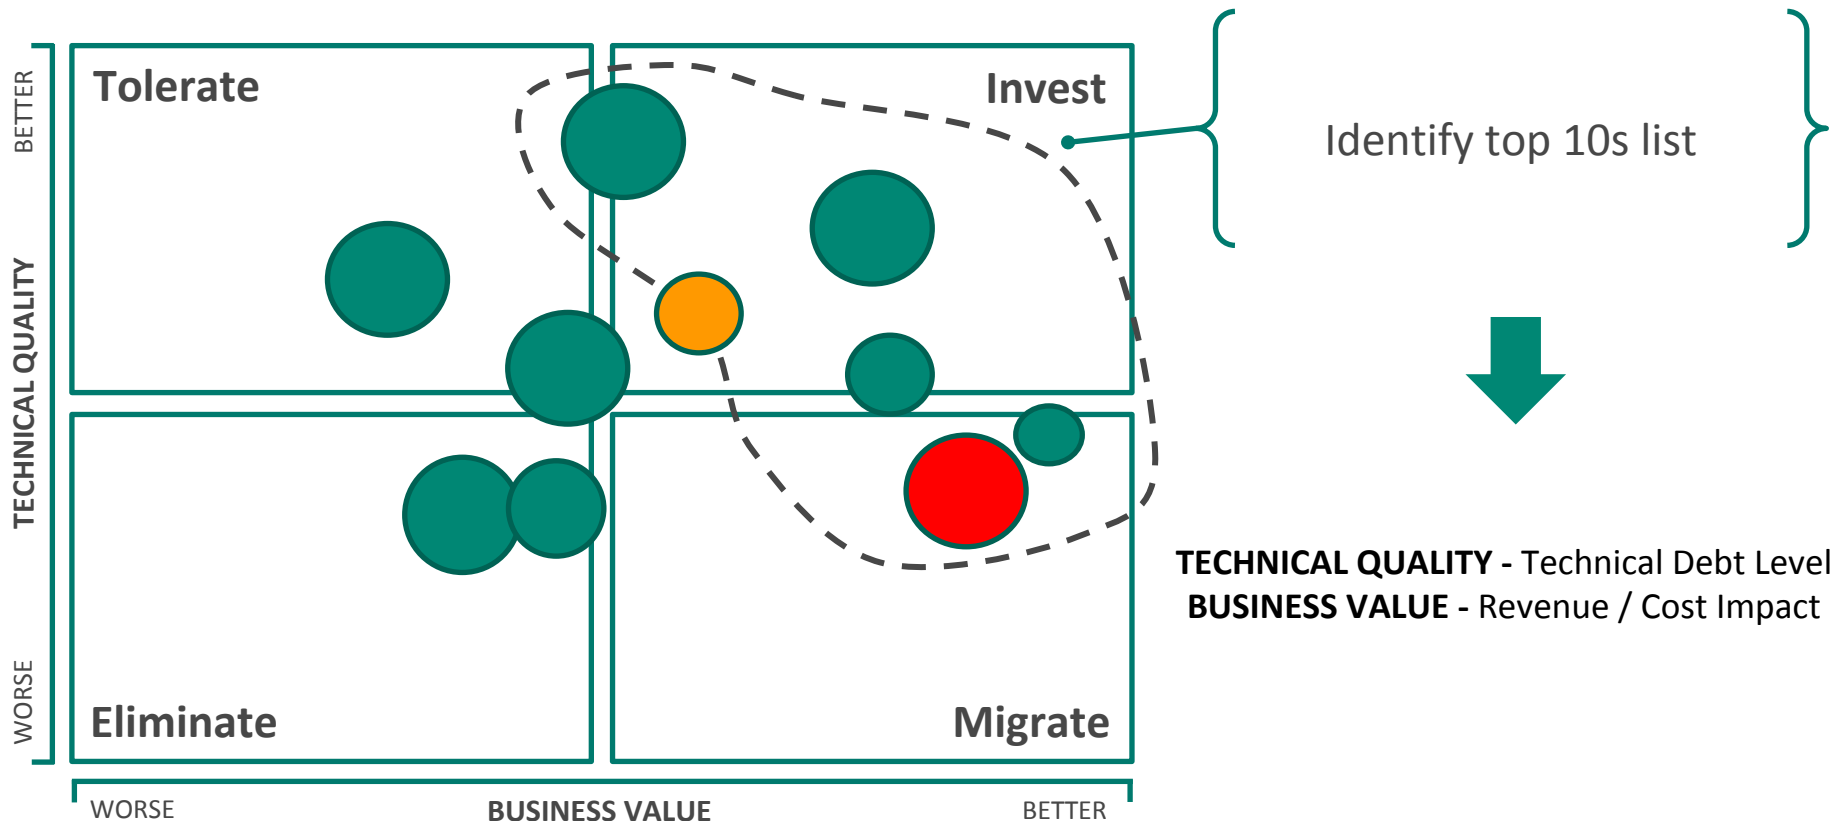 Tolerate
Invest
Identify top 10s list
BETTER
TECHNICAL QUALITY
WORSE
Eliminate
Migrate
TECHNICAL QUALITY - Technical Debt Level
BUSINESS VALUE - Revenue / Cost Impact
WORSE
BUSINESS VALUE
BETTER